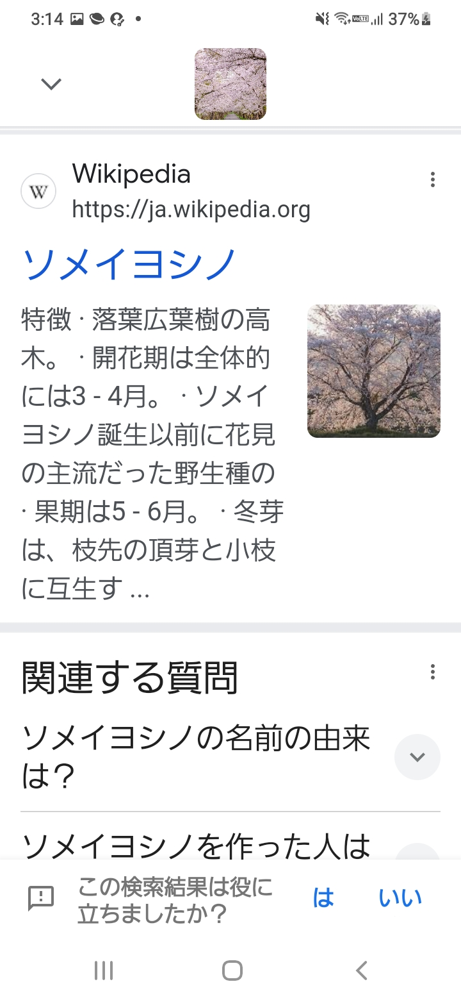 3:14
VoLTE
37%
W
Wikipedia
https://ja.wikipedia.org
ソメイヨシノ
特徴 · 落葉広葉樹の高
木。 · 開花期は全体的
には3 - 4月。 · ソメイ
ヨシノ誕生以前に花見
の主流だった野生種の
· 果期は5 - 6月。 · 冬芽
は、枝先の頂芽と小枝
に互生す ...
関連する質問
ソメイヨシノの名前の由来
は？
ソメイヨシノを作った人は
この検索結果は役に
立ちましたか？
は
いい